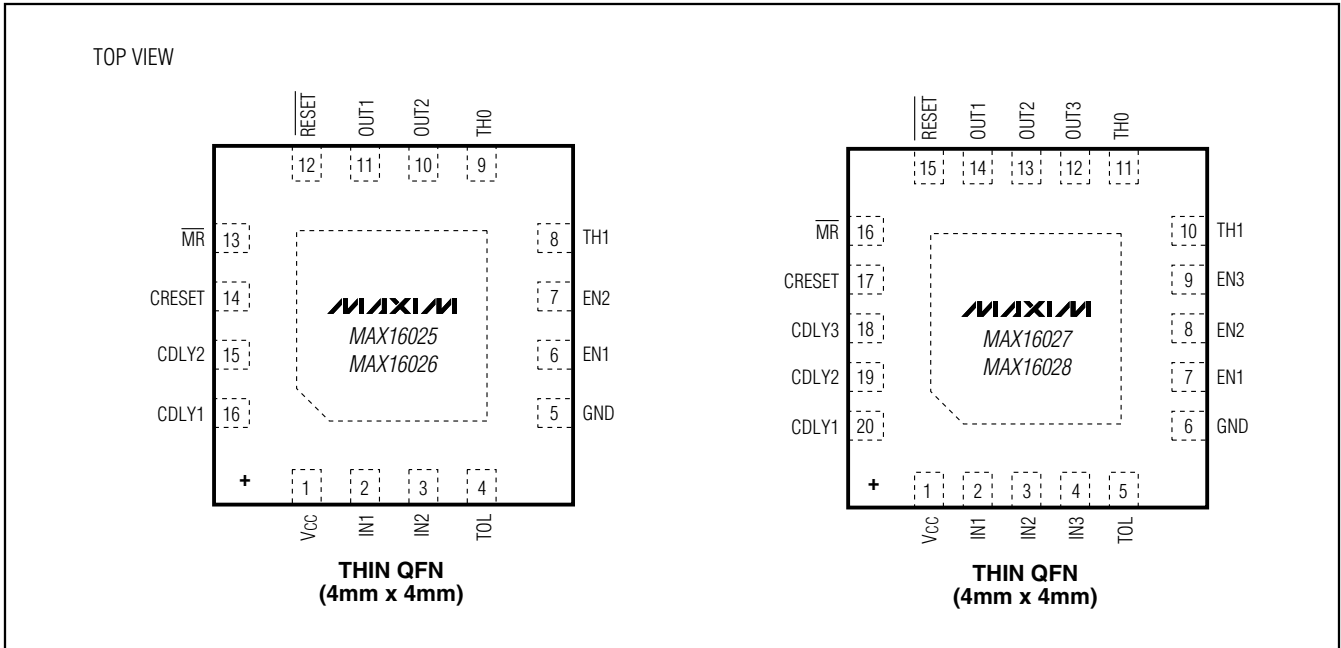 TOP VIEW
RESET
OUT1
OUT2
TH0
12
11
10
9
MR
13
CRESET
14
CDLY2
15
CDLY1
16
8
TH1
7
EN2
6
EN1
5
GND
MAXIM
MAX16025
MAX16026
+
1
2
3
4
VCC
IN1
IN2
TOL
THIN QFN
(4mm x 4mm)
RESET
OUT1
OUT2
OUT3
TH0
15
14
13
12
11
MR
16
CRESET
17
CDLY3
18
CDLY2
19
CDLY1
20
10
TH1
9
EN3
8
EN2
7
EN1
6
GND
MAXIM
MAX16027
MAX16028
+
1
2
3
4
5
VCC
IN1
IN2
IN3
TOL
THIN QFN
(4mm x 4mm)